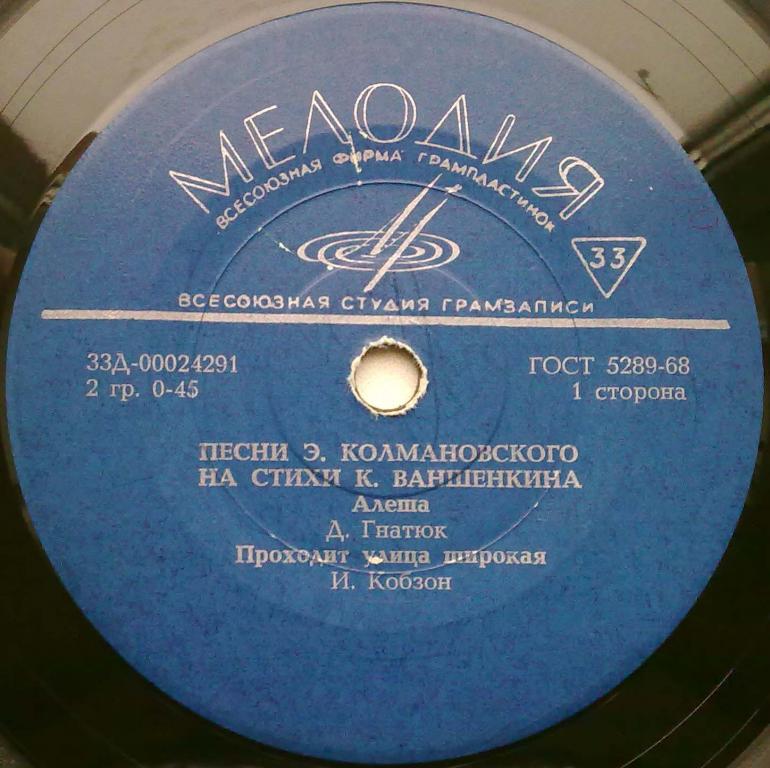 МЕЛОДИЯ
ВСЕСОЮЗНАЯ ФИРМА ГРАМПЛАСТИНОК
33
ВСЕСОЮЗНАЯ СТУДИЯ ГРАМЗАПИСИ
33Д-00024291
2 гр. 0-45
ГОСТ 5289-68
1 сторона
ПЕСНИ Э. КОЛМАНОВСКОГО
НА СТИХИ К. ВАНШЕНКИНА
Алеша
Д. Гнатюк
Проходит улица широкая
И. Кобзон